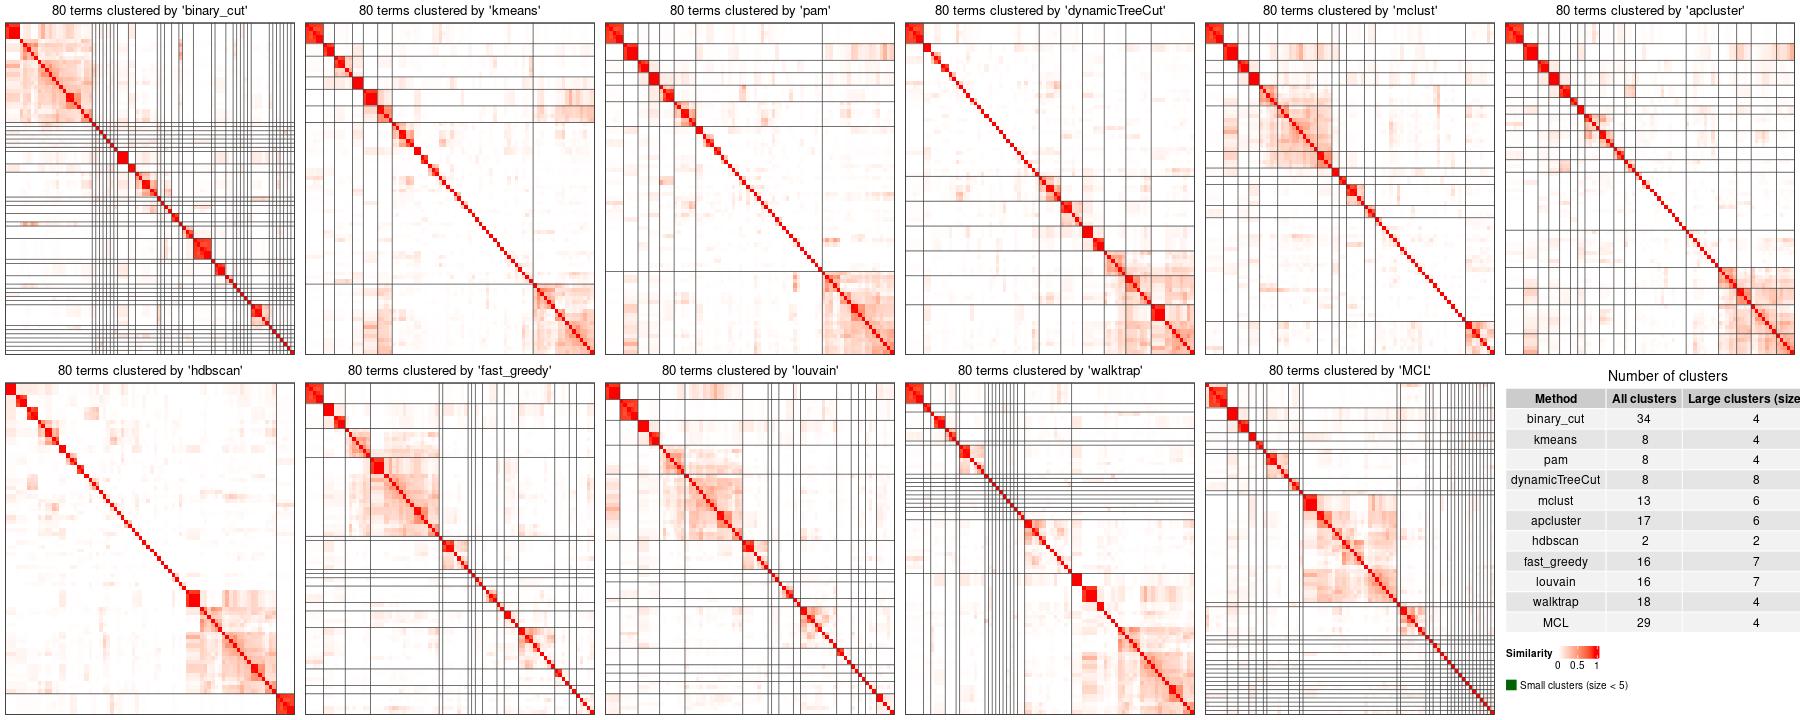 80 terms clustered by 'binary_cut'
80 terms clustered by 'kmeans'
80 terms clustered by 'pam'
80 terms clustered by 'dynamicTreeCut'
80 terms clustered by 'mclust'
80 terms clustered by 'apcluster'
80 terms clustered by 'hdbscan'
80 terms clustered by 'fast_greedy'
80 terms clustered by 'louvain'
80 terms clustered by 'walktrap'
80 terms clustered by 'MCL'
Number of clusters
Method All clusters Large clusters (size
binary_cut 34 4
kmeans 8 4
pam 8 4
dynamicTreeCut 8 8
mclust 13 6
apcluster 17 6
hdbscan 2 2
fast_greedy 16 7
louvain 16 7
walktrap 18 4
MCL 29 4
Similarity
0 0.5 1
Small clusters (size < 5)